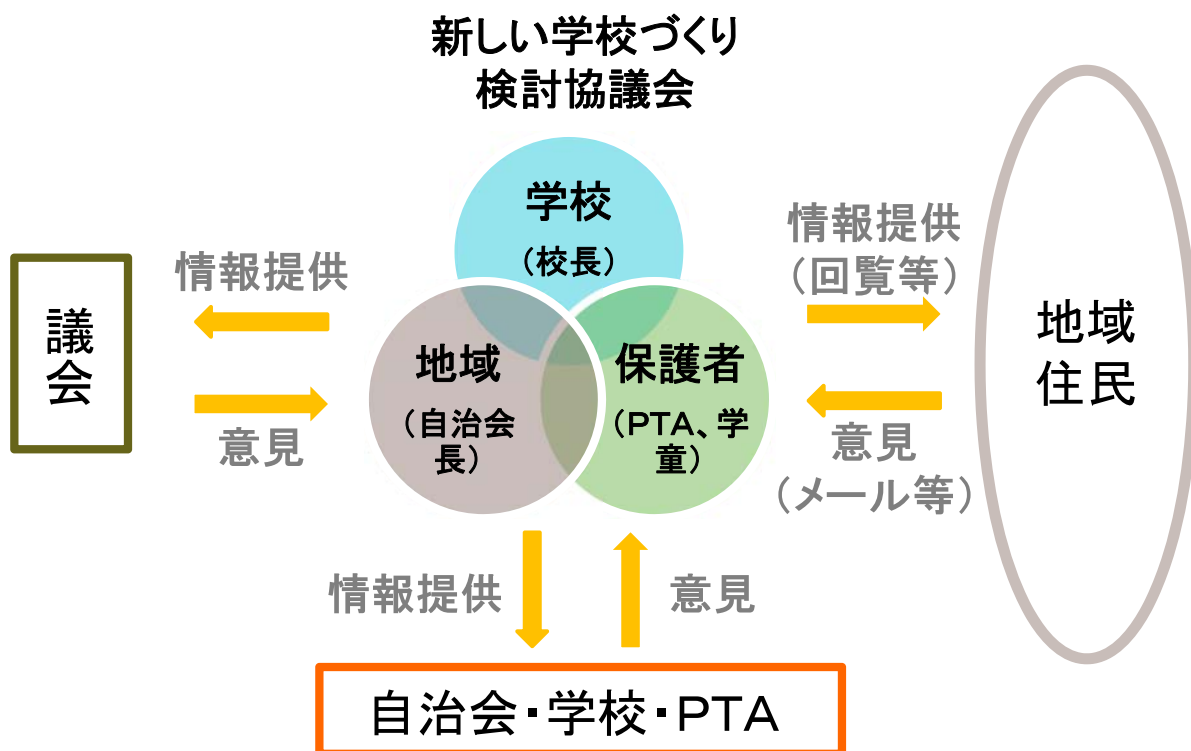 新しい学校づくり
検討協議会
学校
（校長）
情報提供
（回覧等）
情報提供
議
会
地域
（自治会
長）
保護者
（PTA、学
童）
地域
住民
意見
意見
（メール等）
情報提供
意見
自治会・学校・PTA